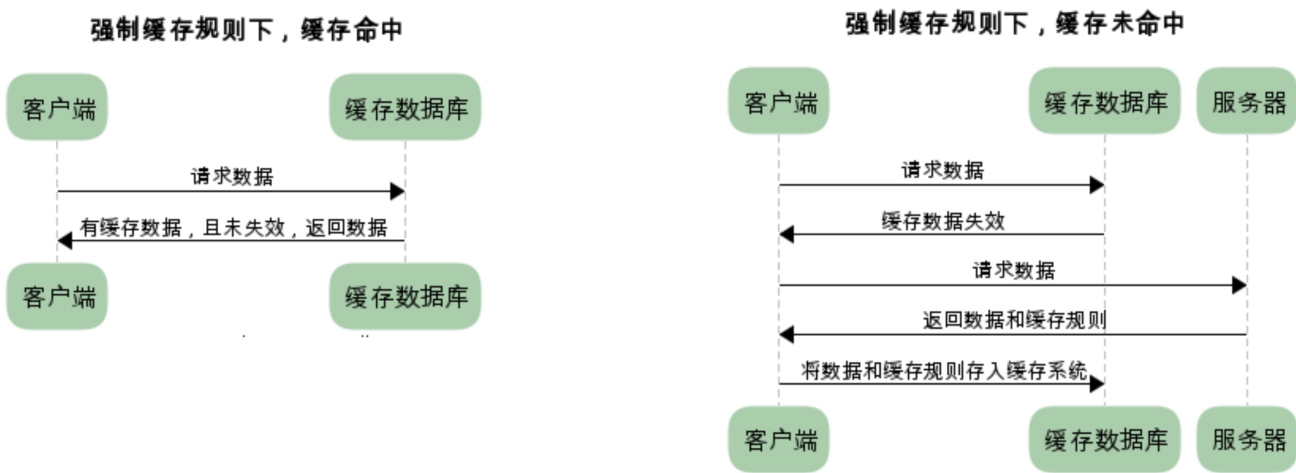 强制缓存规则下，缓存命中
客户端
缓存数据库
请求数据
有缓存数据，且未失效，返回数据
客户端
缓存数据库
强制缓存规则下，缓存未命中
客户端
缓存数据库
服务器
请求数据
缓存数据失效
请求数据
返回数据和缓存规则
将数据和缓存规则存入缓存系统
客户端
缓存数据库
服务器